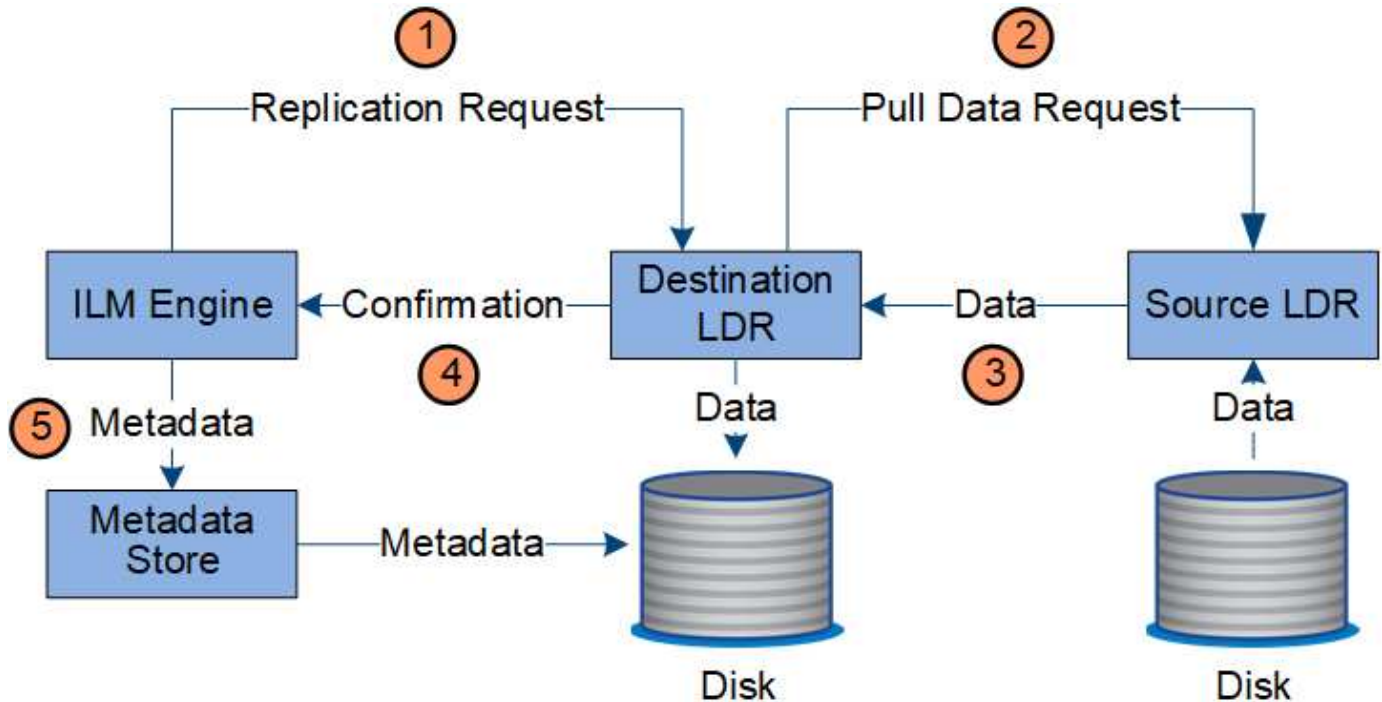 1
2
Replication Request
Pull Data Request
ILM Engine
Confirmation
Destination
LDR
Data
Source LDR
4
3
5
Metadata
Data
Data
Metadata
Store
Metadata
Disk
Disk